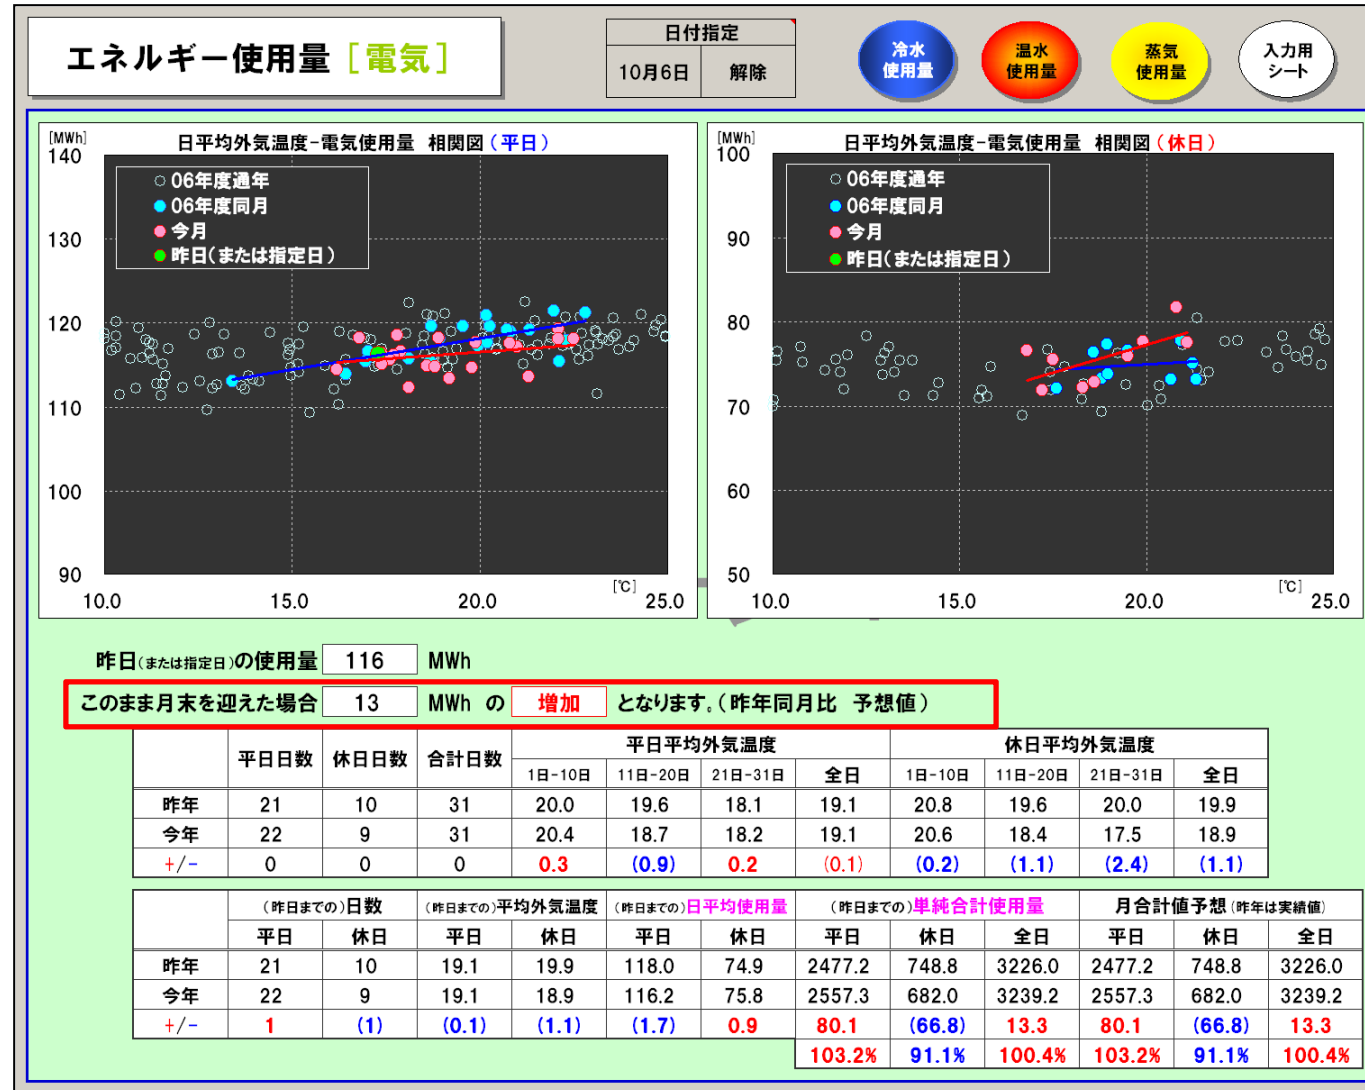 エネルギー使用量［電気］
日付指定
10月6日 解除
冷水
使用量
温水
使用量
蒸気
使用量
入力用
シート
[MWh] 日平均外気温度-電気使用量 相関図（平日）
140
○ 06年度通年
● 06年度同月
● 今月
● 昨日（または指定日）
130
120
110
100
90
[℃]
10.0 15.0 20.0 25.0
[MWh] 日平均外気温度-電気使用量 相関図（休日）
100
○ 06年度通年
● 06年度同月
● 今月
● 昨日（または指定日）
90
80
70
60
50
[℃]
10.0 15.0 20.0 25.0
昨日（または指定日）の使用量 116 MWh
このまま月末を迎えた場合 13 MWh の 増加 となります。（昨年同月比 予想値）
平日日数 休日日数 合計日数 平日平均外気温度 休日平均外気温度
1日-10日 11日-20日 21日-31日 全日 1日-10日 11日-20日 21日-31日 全日
昨年 21 10 31 20.0 19.6 18.1 19.1 20.8 19.6 20.0 19.9
今年 22 9 31 20.4 18.7 18.2 19.1 20.6 18.4 17.5 18.9
+/- 0 0 0 0.3 (0.9) 0.2 (0.1) (0.2) (1.1) (2.4) (1.1)
（昨日までの）日数 （昨日までの）平均外気温度 （昨日までの）日平均使用量 （昨日までの）単純合計使用量 月合計値予想（昨年は実績値）
平日 休日 平日 休日 平日 休日 平日 休日 全日 平日 休日 全日
昨年 21 10 19.1 19.9 118.0 74.9 2477.2 748.8 3226.0 2477.2 748.8 3226.0
今年 22 9 19.1 18.9 116.2 75.8 2557.3 682.0 3239.2 2557.3 682.0 3239.2
+/- 1 (1) (0.1) (1.1) (1.7) 0.9 80.1 (66.8) 13.3 80.1 (66.8) 13.3
103.2% 91.1% 100.4% 103.2% 91.1% 100.4%